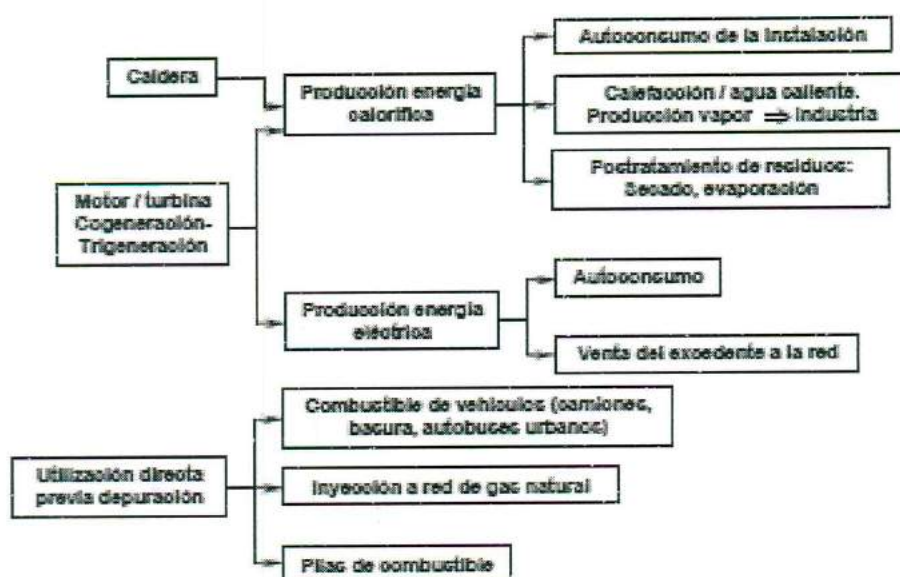 Autoconsumo de la instalación
Caldera
Producción energía
calorífica
Calefacción / agua caliente.
Producción vapor ⇒ industria
Postratamiento de residuos:
Secado, evaporación
Motor / turbina
Cogeneración-
Trigeneración
Autoconsumo
Producción energía
eléctrica
Venta del excedente a la red
Combustible de vehículos (camiones,
basura, autobuses urbanos)
Utilización directa
previa depuración
Inyección a red de gas natural
Pilas de combustible